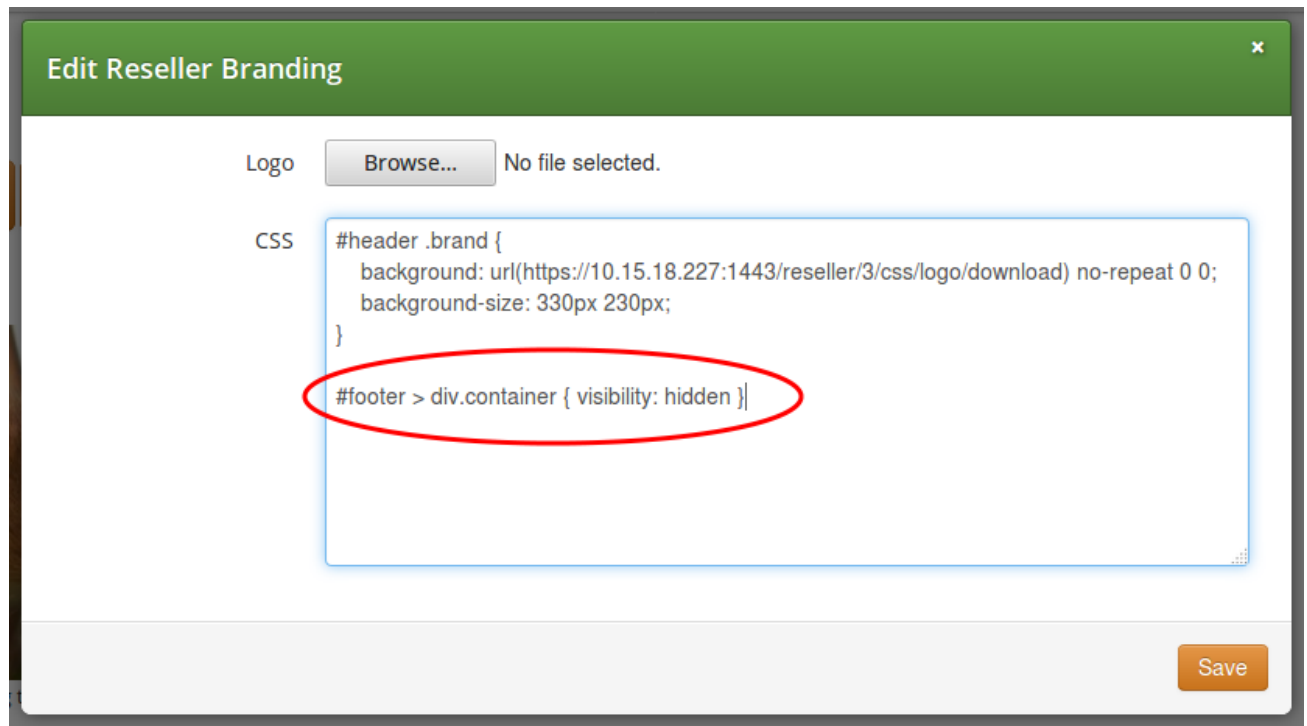 Edit Reseller Branding
×
Logo
Browse...
No file selected.
CSS
#header .brand {
    background: url(https://10.15.18.227:1443/reseller/3/css/logo/download) no-repeat 0 0;
    background-size: 330px 230px;
}
#footer > div.container { visibility: hidden }
Save